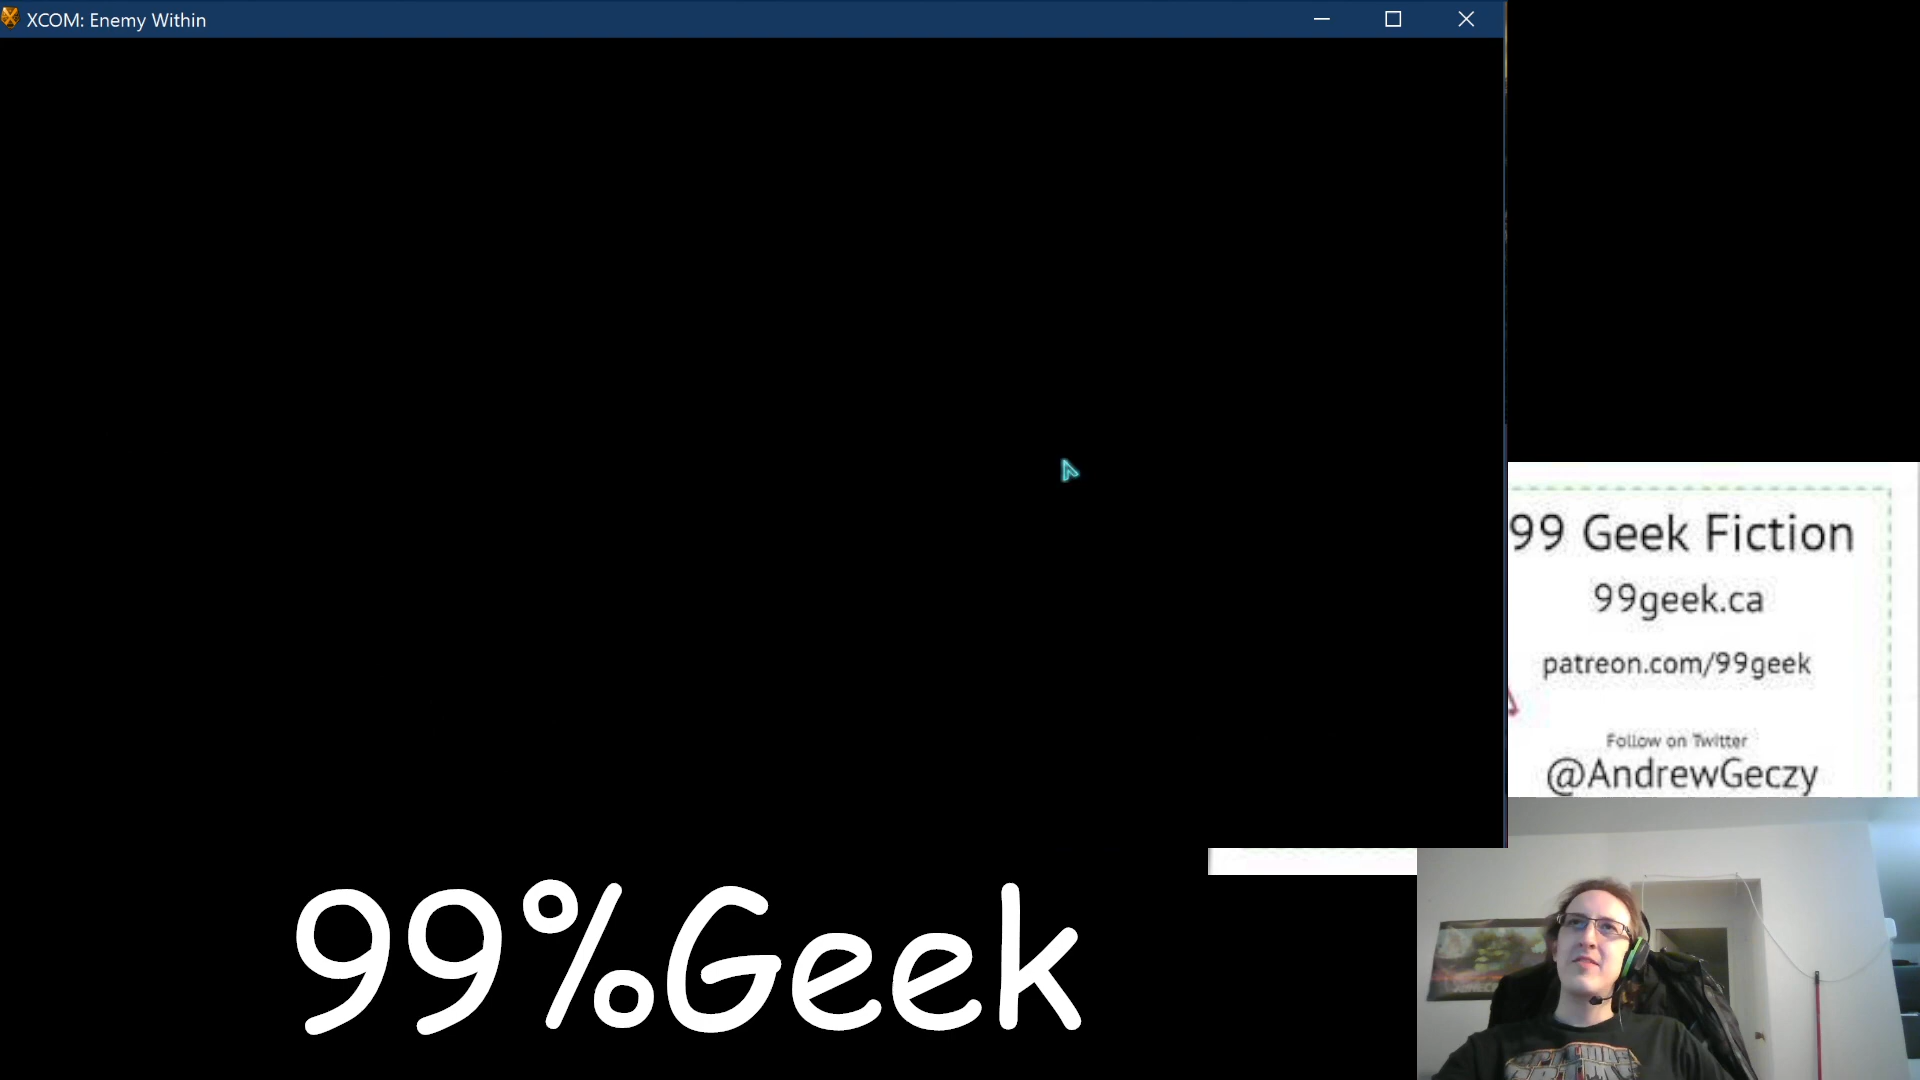 XCOM: Enemy Within
99 Geek Fiction
99geek.ca
patreon.com/99geek
Follow on Twitter
@AndrewGeczy
99%Geek